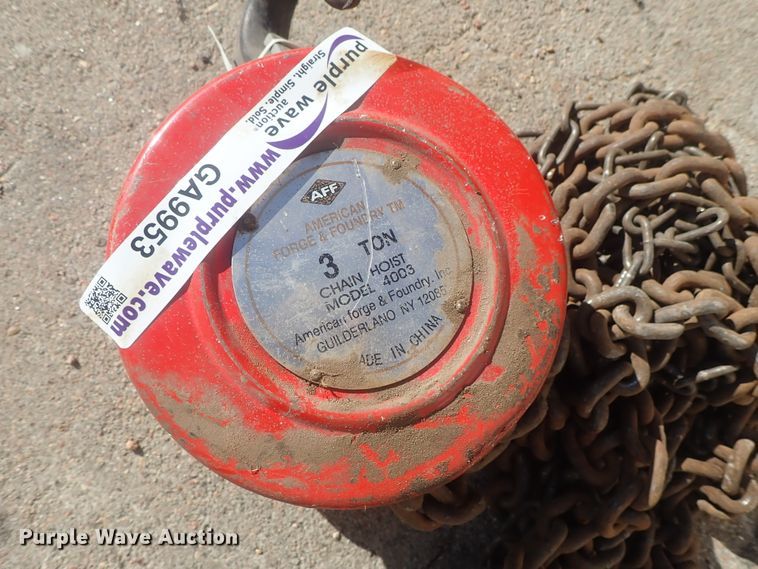 purple wave
auction®
Straight. Simple. Sold.
www.purplewave.com
GA9953
AFF
AMERICAN
FORGE & FOUNDRY TM
3 TON
CHAIN HOIST
MODEL 4003
American forge & Foundry, Inc
GUILDERLAND NY 12085
ADE IN CHINA
Purple Wave Auction